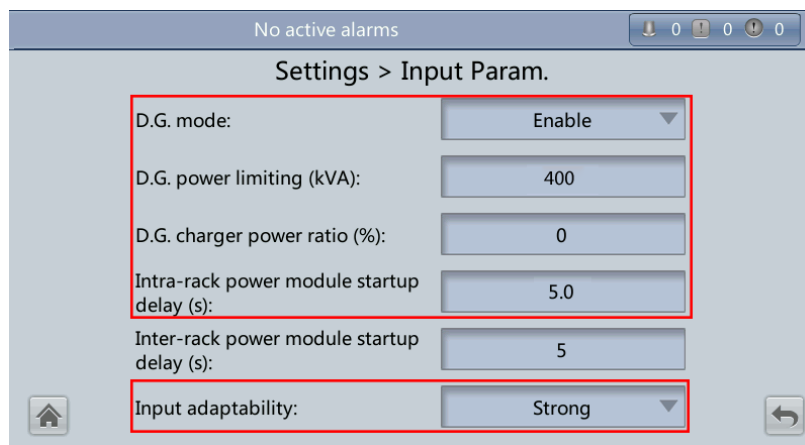 No active alarms
0 0 0
Settings > Input Param.
D.G. mode: Enable
D.G. power limiting (kVA): 400
D.G. charger power ratio (%): 0
Intra-rack power module startup
delay (s): 5.0
Inter-rack power module startup
delay (s): 5
Input adaptability: Strong